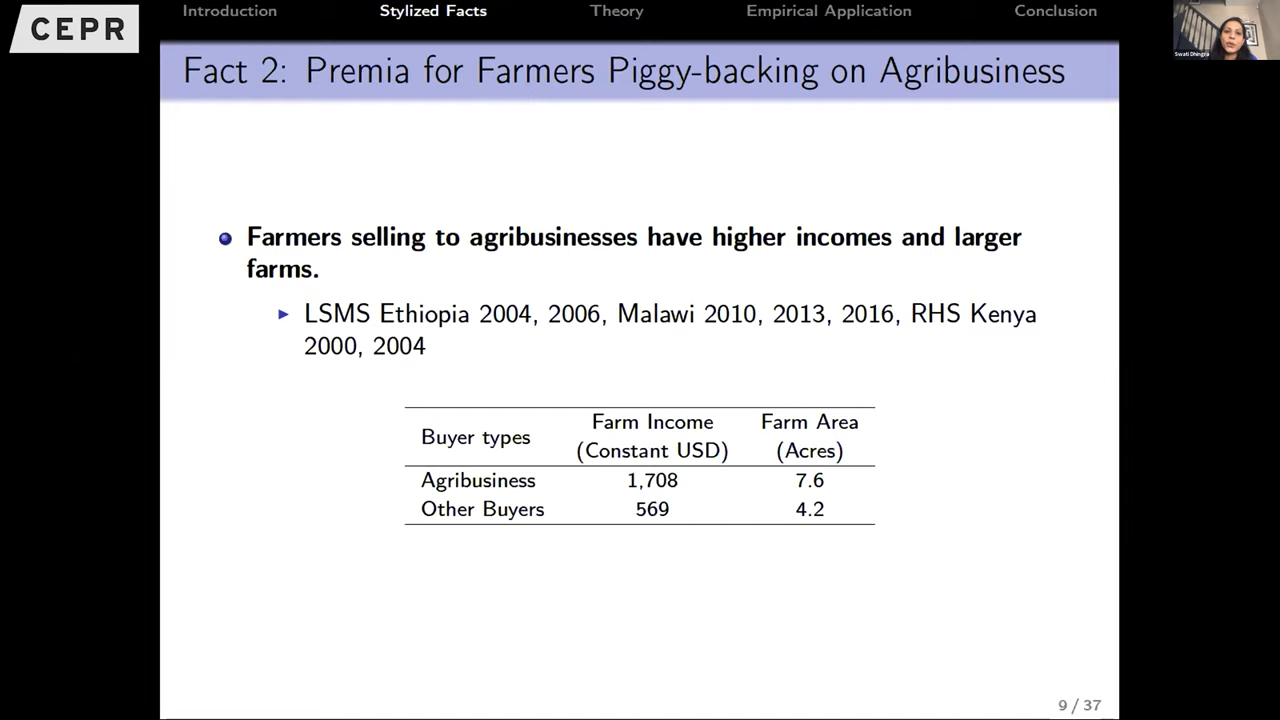 CEPR
Introduction Stylized Facts Theory Empirical Application Conclusion
Swati Dhingra
Fact 2: Premia for Farmers Piggy-backing on Agribusiness
Farmers selling to agribusinesses have higher incomes and larger
farms.
LSMS Ethiopia 2004, 2006, Malawi 2010, 2013, 2016, RHS Kenya
2000, 2004
Buyer types Farm Income Farm Area
(Constant USD) (Acres)
Agribusiness 1,708 7.6
Other Buyers 569 4.2
9 / 37